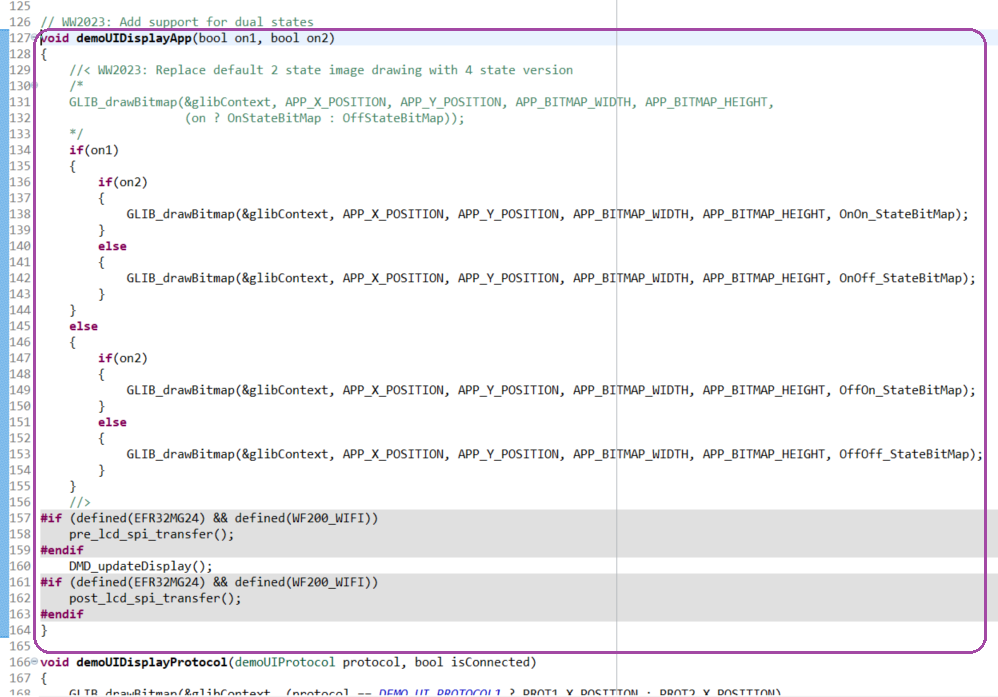 125
126 // WW2023: Add support for dual states
127 void demoUIDisplayApp(bool on1, bool on2)
128 {
129     //< WW2023: Replace default 2 state image drawing with 4 state version
130     /*
131     GLIB_drawBitmap(&glibContext, APP_X_POSITION, APP_Y_POSITION, APP_BITMAP_WIDTH, APP_BITMAP_HEIGHT,
132                     (on ? OnStateBitMap : OffStateBitMap));
133     */
134     if(on1)
135     {
136         if(on2)
137         {
138             GLIB_drawBitmap(&glibContext, APP_X_POSITION, APP_Y_POSITION, APP_BITMAP_WIDTH, APP_BITMAP_HEIGHT, OnOn_StateBitMap);
139         }
140         else
141         {
142             GLIB_drawBitmap(&glibContext, APP_X_POSITION, APP_Y_POSITION, APP_BITMAP_WIDTH, APP_BITMAP_HEIGHT, OnOff_StateBitMap);
143         }
144     }
145     else
146     {
147         if(on2)
148         {
149             GLIB_drawBitmap(&glibContext, APP_X_POSITION, APP_Y_POSITION, APP_BITMAP_WIDTH, APP_BITMAP_HEIGHT, OffOn_StateBitMap);
150         }
151         else
152         {
153             GLIB_drawBitmap(&glibContext, APP_X_POSITION, APP_Y_POSITION, APP_BITMAP_WIDTH, APP_BITMAP_HEIGHT, OffOff_StateBitMap);
154         }
155     }
156     //>
157 #if (defined(EFR32MG24) && defined(WF200_WIFI))
158     pre_lcd_spi_transfer();
159 #endif
160     DMD_updateDisplay();
161 #if (defined(EFR32MG24) && defined(WF200_WIFI))
162     post_lcd_spi_transfer();
163 #endif
164 }
165
166 void demoUIDisplayProtocol(demoUIProtocol protocol, bool isConnected)
167 {
168     GLIB_drawBitmap(&glibContext, (protocol == DEMO_UI_PROTOCOL1 ? PROT1_X_POSITION : PROT2_X_POSITION)